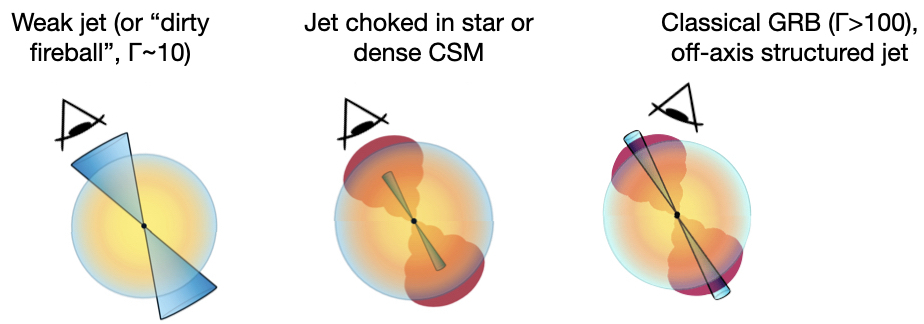 Weak jet (or “dirty
fireball”, Γ~10)
Jet choked in star or
dense CSM
Classical GRB (Γ>100),
off-axis structured jet